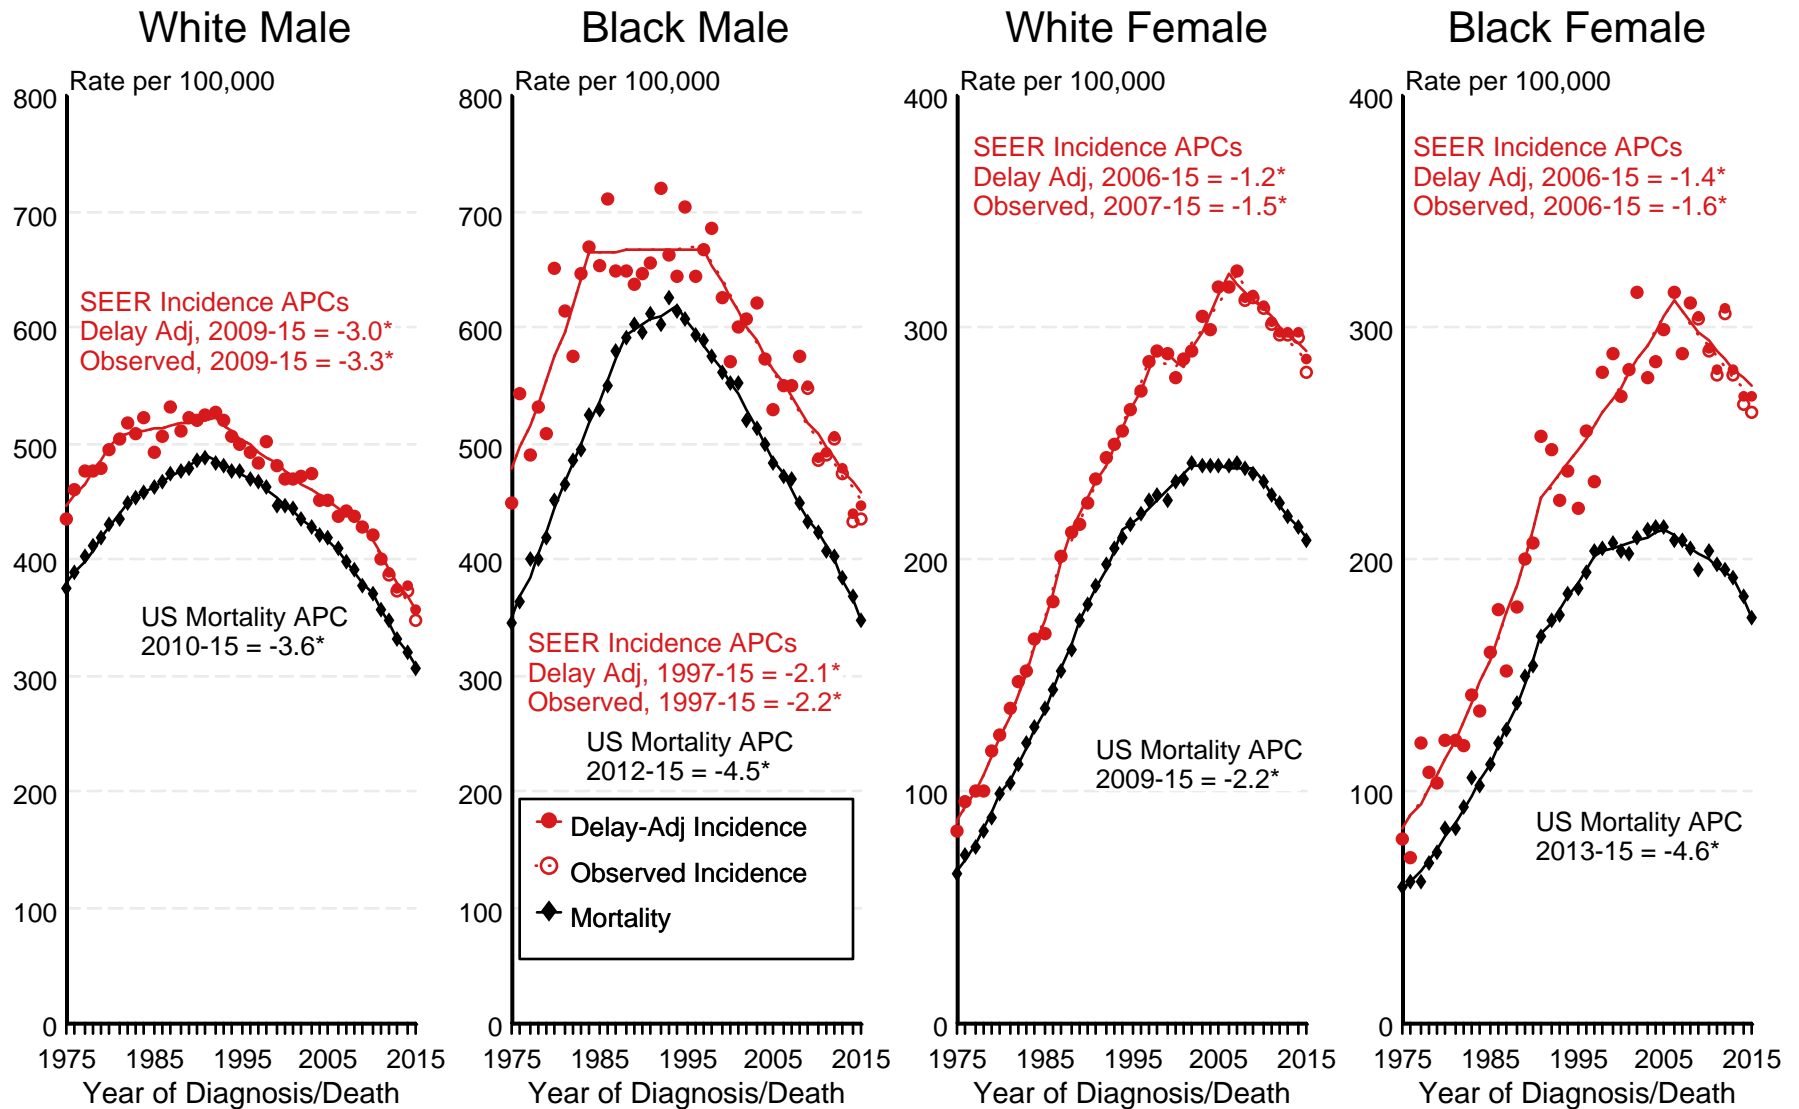 White Male
Rate per 100,000
800
700
600
500
400
300
200
100
0
SEER Incidence APCs
Delay Adj, 2009-15 = -3.0*
Observed, 2009-15 = -3.3*
US Mortality APC
2010-15 = -3.6*
1975 1985 1995 2005 2015
Year of Diagnosis/Death
Black Male
Rate per 100,000
800
700
600
500
400
300
200
100
0
SEER Incidence APCs
Delay Adj, 1997-15 = -2.1*
Observed, 1997-15 = -2.2*
US Mortality APC
2012-15 = -4.5*
Delay-Adj Incidence
Observed Incidence
Mortality
1975 1985 1995 2005 2015
Year of Diagnosis/Death
White Female
Rate per 100,000
400
300
200
100
0
SEER Incidence APCs
Delay Adj, 2006-15 = -1.2*
Observed, 2007-15 = -1.5*
US Mortality APC
2009-15 = -2.2*
1975 1985 1995 2005 2015
Year of Diagnosis/Death
Black Female
Rate per 100,000
400
300
200
100
0
SEER Incidence APCs
Delay Adj, 2006-15 = -1.4*
Observed, 2006-15 = -1.6*
US Mortality APC
2013-15 = -4.6*
1975 1985 1995 2005 2015
Year of Diagnosis/Death